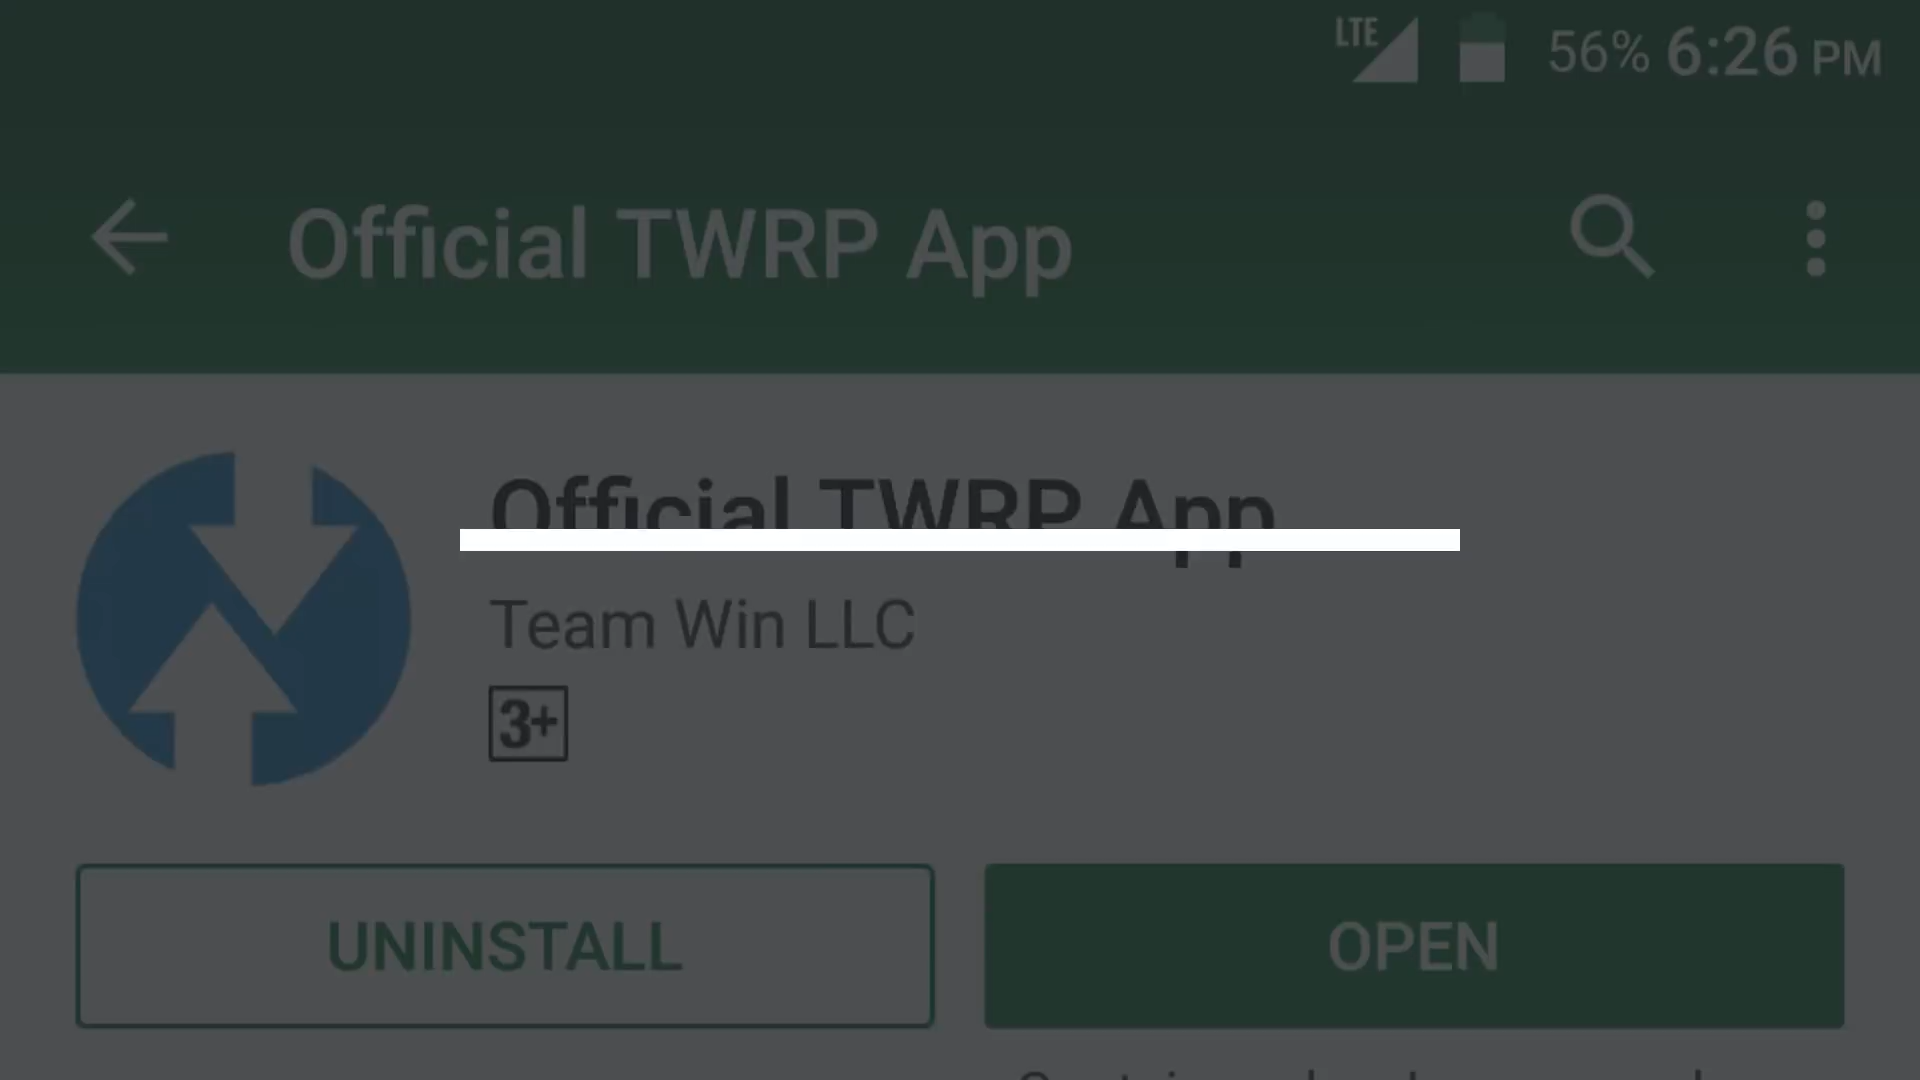 LTE 56% 6:26 PM
Official TWRP App
Official TWRP App
Team Win LLC
3+
UNINSTALL
OPEN